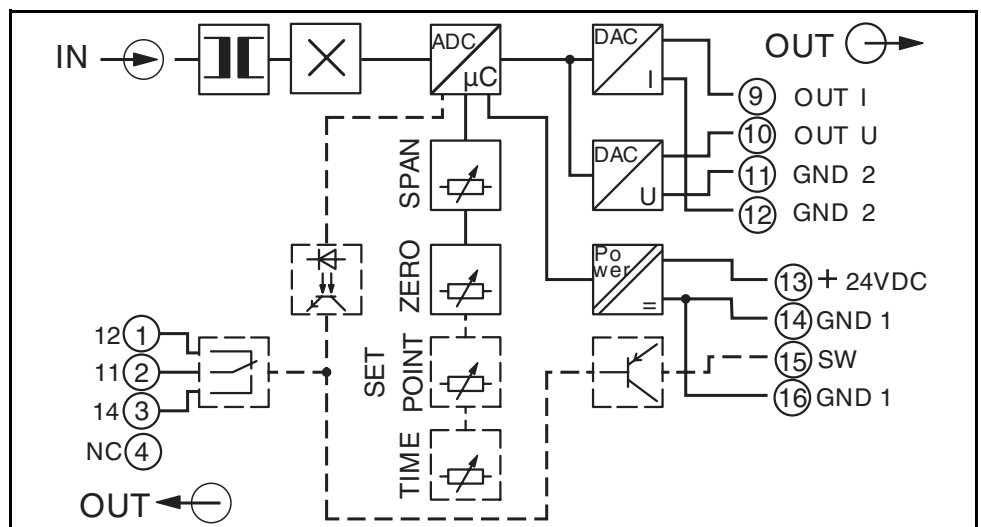 IN
ADC
µC
DAC
I
OUT
9 OUT I
10 OUT U
DAC
U
11 GND 2
12 GND 2
SPAN
ZERO
Po
wer
=
13 + 24VDC
14 GND 1
15 SW
16 GND 1
12 1
11 2
14 3
NC 4
SET
POINT
TIME
OUT